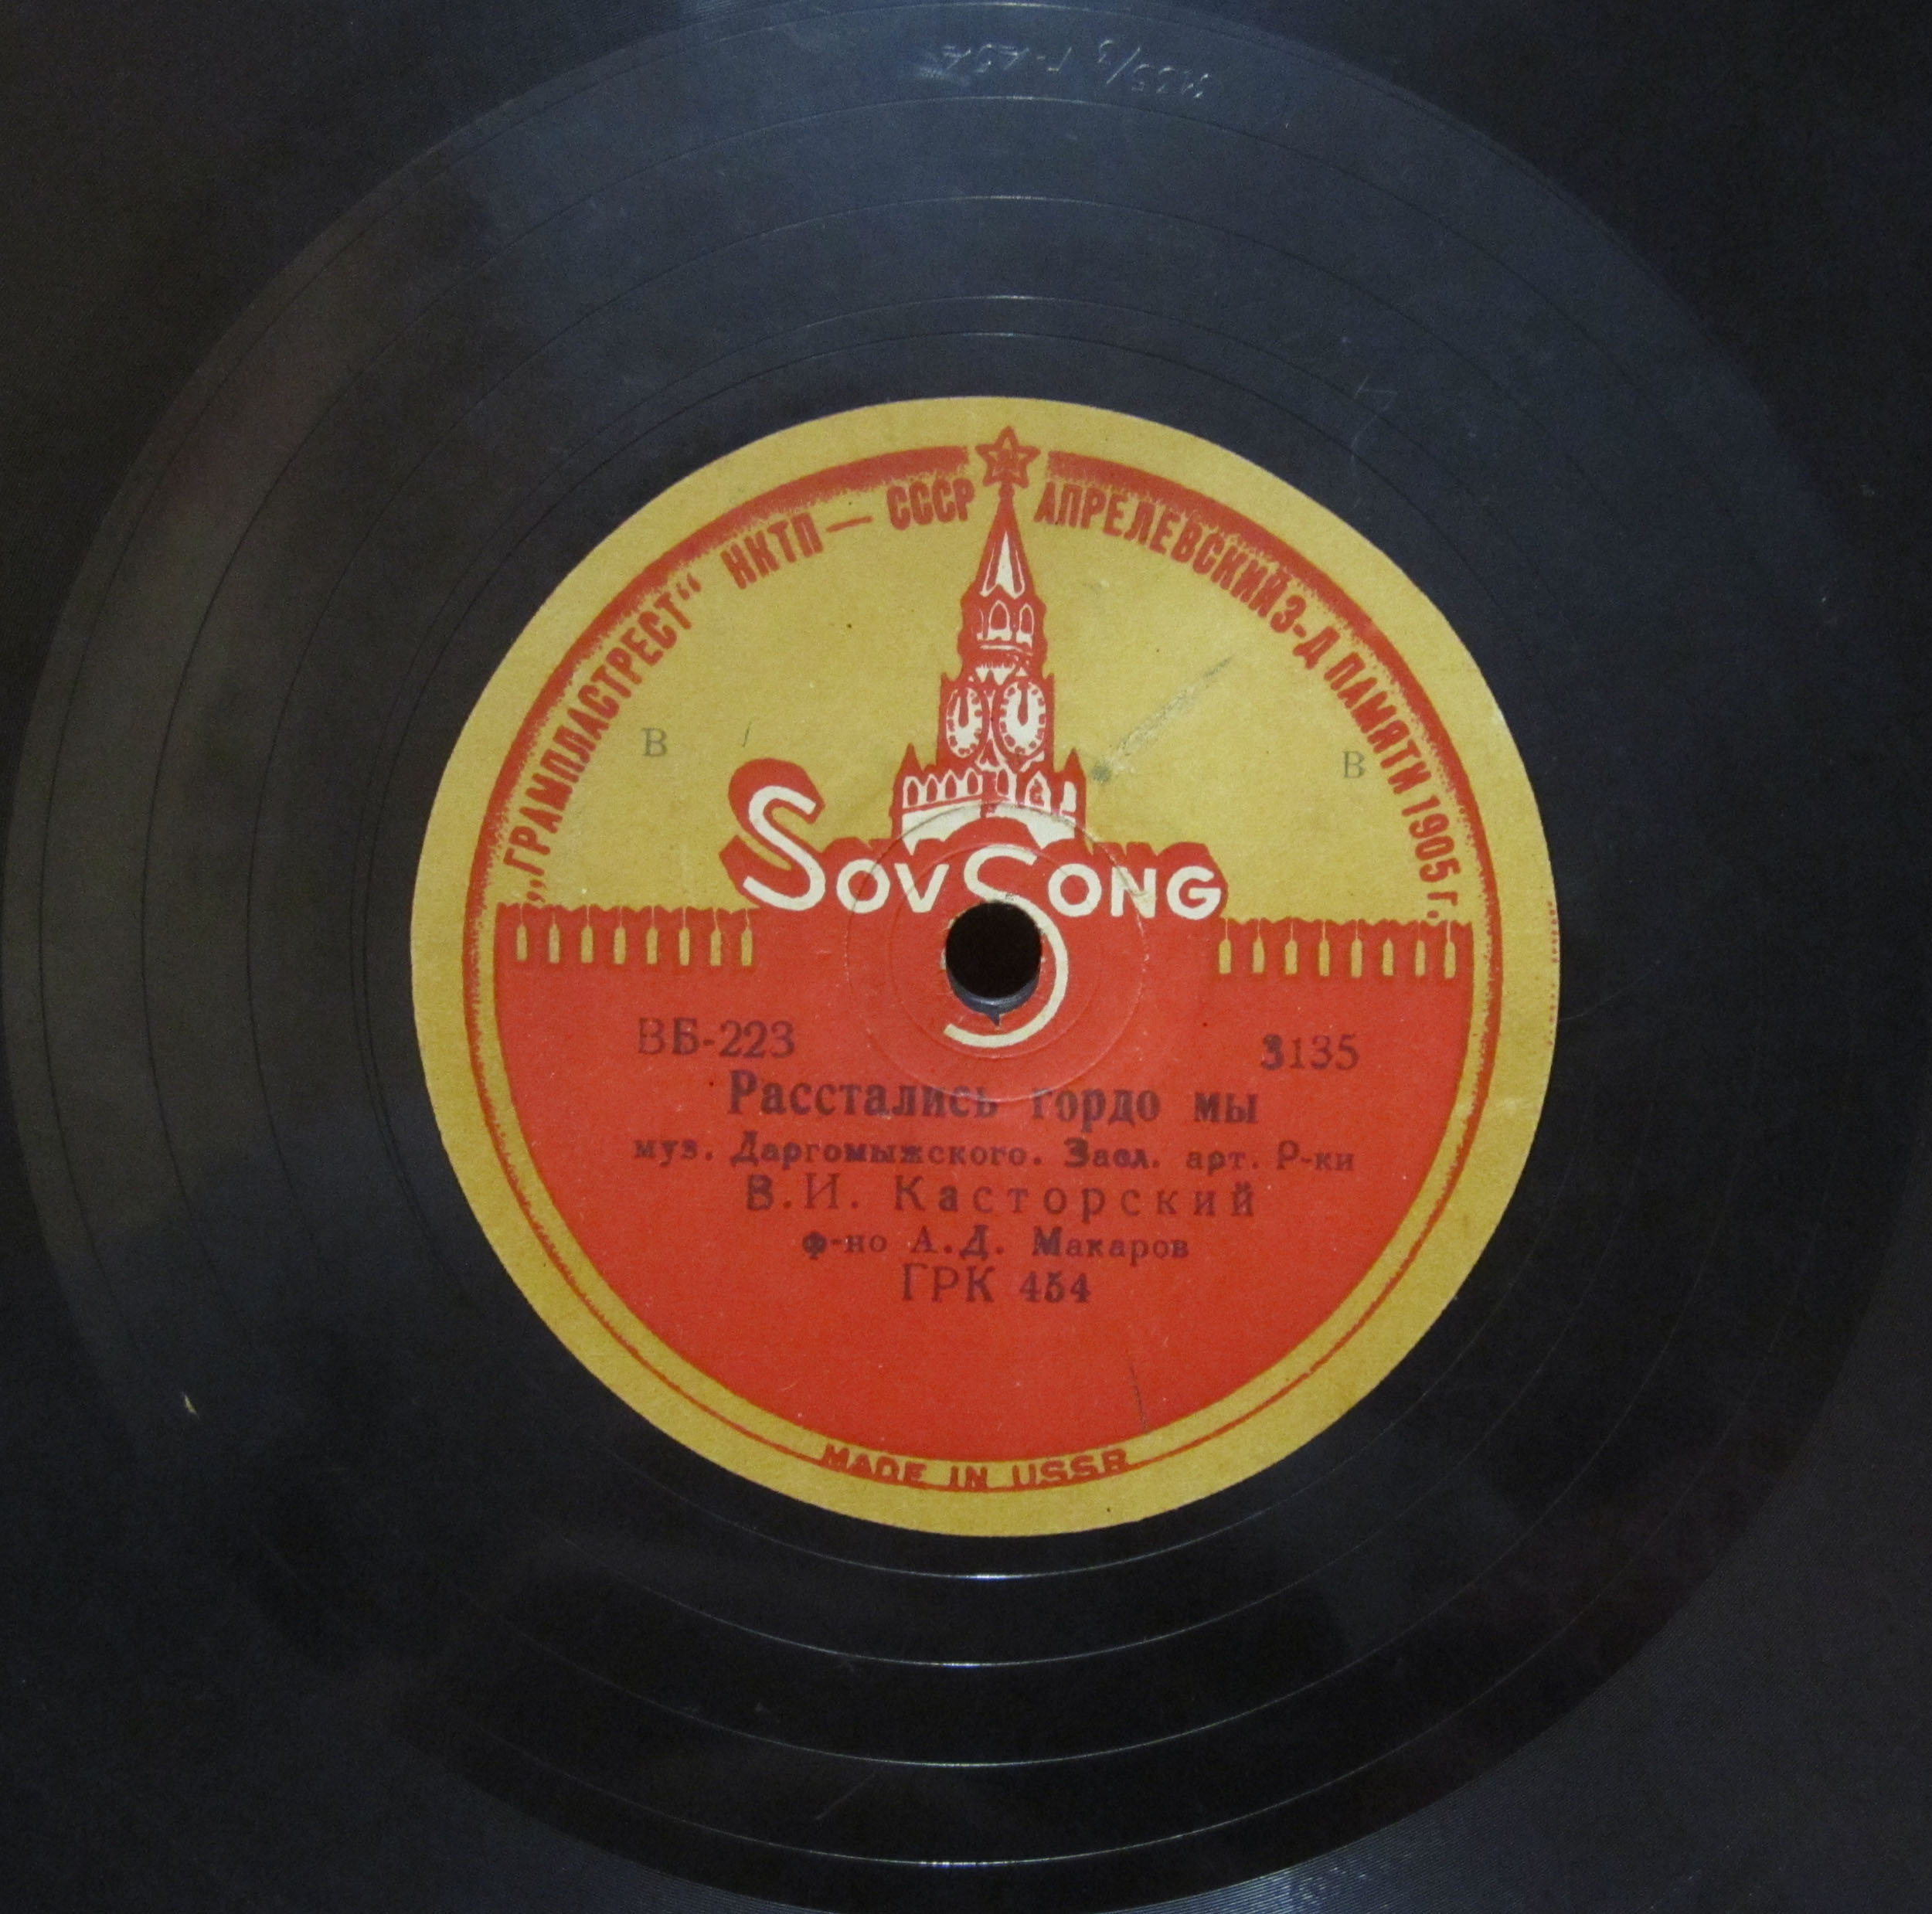 „ГРАМПЛАСТРЕСТ“ НКТП — СССР АПРЕЛЕВСКИЙ З-Д ПАМЯТИ 1905 г.
В В
SOVSONG
ВБ-223 3135
Расстались гордо мы
муз. Даргомыжского. Засл. арт. Р-ки
В.И. Касторский
ф-но А.Д. Макаров
ГРК 454
MADE IN USSR